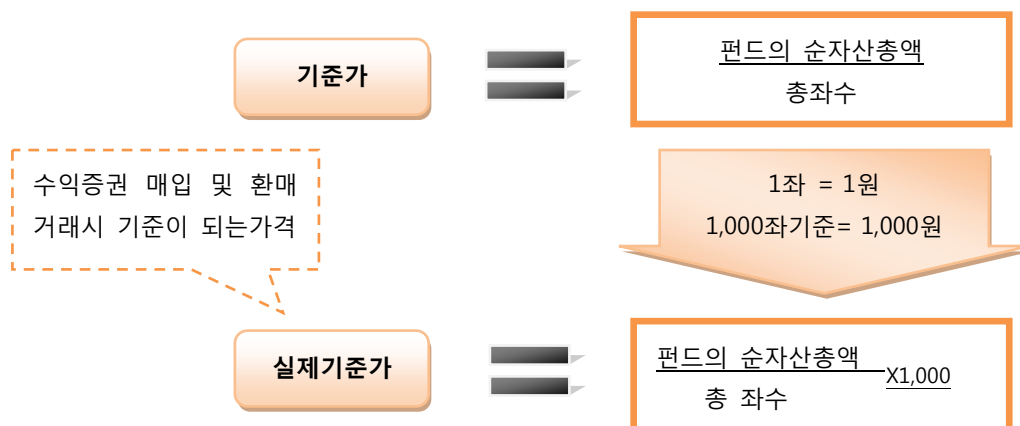 기준가
펀드의 순자산총액
총좌수
수익증권 매입 및 환매
거래시 기준이 되는가격
1좌 = 1원
1,000좌기준= 1,000원
실제기준가
펀드의 순자산총액
X1,000
총 좌수